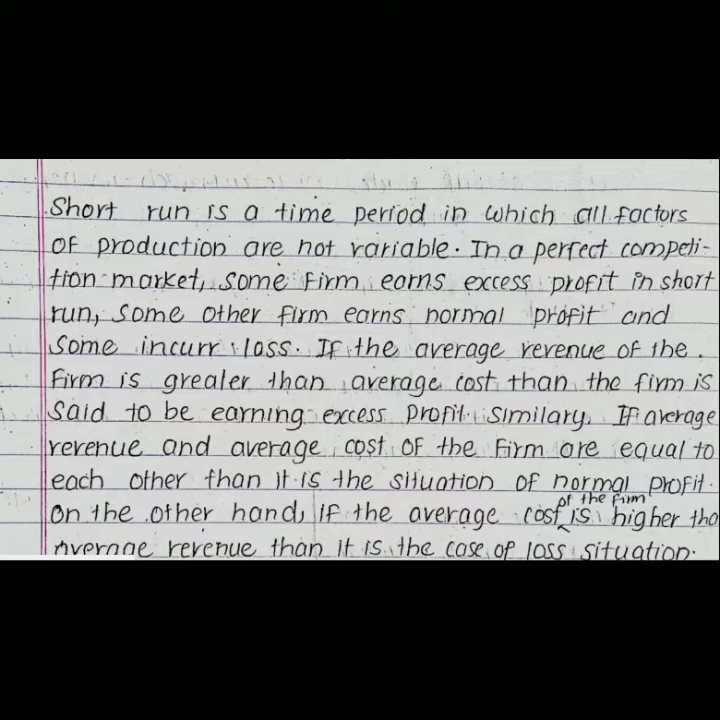 Short run is a time period in which all factors
of production are not variable. In a perfect competi-
tion market, some firm earns excess profit in short
run, some other firm earns normal profit and
some incurr loss. If the average revenue of the
firm is greater than average cost than the firm is
said to be earning excess profit. similary, If average
revenue and average cost of the firm are equal to
each other than it is the situation of normal profit.
on the other hand, if the average cost of the firm is higher tha
average revenue than it is the case of loss situation.